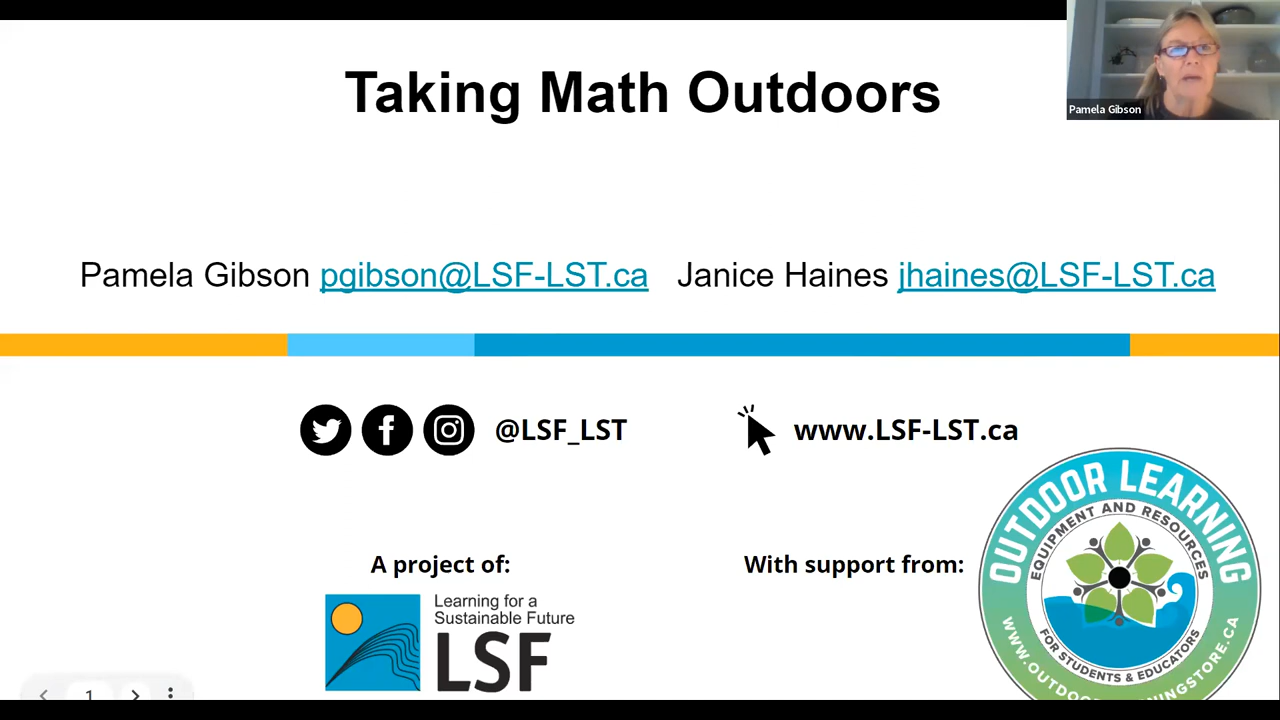 Taking Math Outdoors
Pamela Gibson
Pamela Gibson pgibson@LSF-LST.ca Janice Haines jhaines@LSF-LST.ca
@LSF_LST
www.LSF-LST.ca
A project of:
With support from:
Learning for a
Sustainable Future
LSF
OUTDOOR LEARNING
EQUIPMENT AND RESOURCES
FOR STUDENTS & EDUCATORS
1